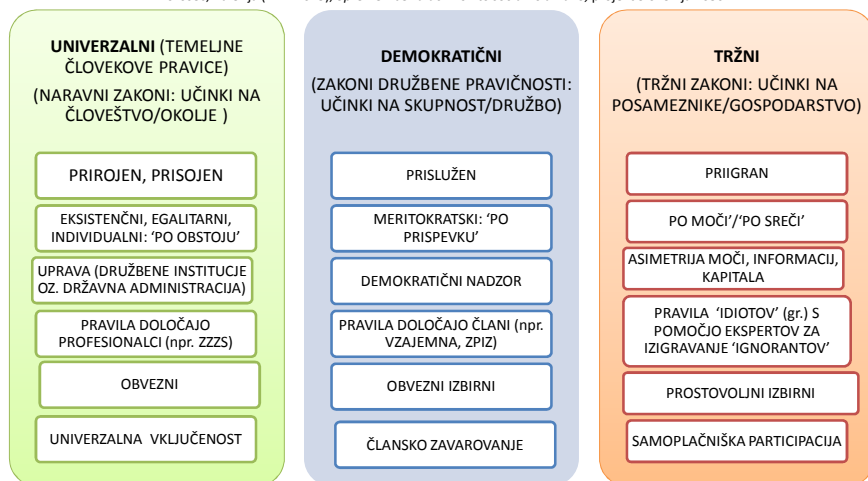 UNIVERZALNI (TEMELJNE
ČLOVEKOVE PRAVICE)
(NARAVNI ZAKONI: UČINKI NA
ČLOVEŠTVO/OKOLJE )
PRIROJEN, PRISOJEN
EKSISTENČNI, EGALITARNI,
INDIVIDUALNI: ‘PO OBSTOJU’
UPRAVA (DRUŽBENE INSTITUCJE
OZ. DRŽAVNA ADMINISTRACIJA)
PRAVILA DOLOČAJO
PROFESIONALCI (npr. ZZZS)
OBVEZNI
UNIVERZALNA VKLJUČENOST
DEMOKRATIČNI
(ZAKONI DRUŽBENE PRAVIČNOSTI:
UČINKI NA SKUPNOST/DRUŽBO)
PRISLUŽEN
MERITOKRATSKI: ‘PO
PRISPEVKU’
DEMOKRATIČNI NADZOR
PRAVILA DOLOČAJO ČLANI (npr.
VZAJEMNA, ZPIZ)
OBVEZNI IZBIRNI
ČLANSKO ZAVAROVANJE
TRŽNI
(TRŽNI ZAKONI: UČINKI NA
POSAMEZNIKE/GOSPODARSTVO)
PRIIGRAN
PO MOČI’/‘PO SREČI’
ASIMETRIJA MOČI, INFORMACIJ,
KAPITALA
PRAVILA ‘IDIOTOV’ (gr.) S
POMOČJO EKSPERTOV ZA
IZIGRAVANJE ‘IGNORANTOV’
PROSTOVOLJNI IZBIRNI
SAMOPLAČNIŠKA PARTICIPACIJA